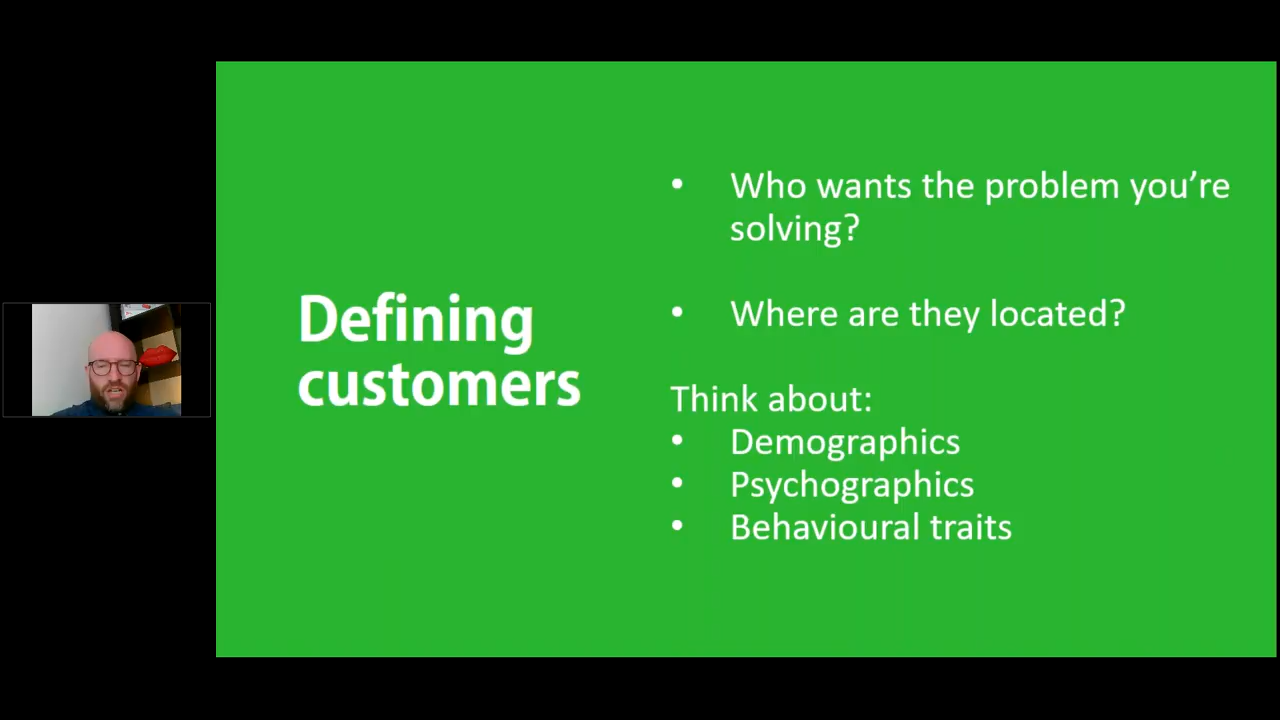 Defining
customers
• Who wants the problem you’re
solving?
• Where are they located?
Think about:
• Demographics
• Psychographics
• Behavioural traits